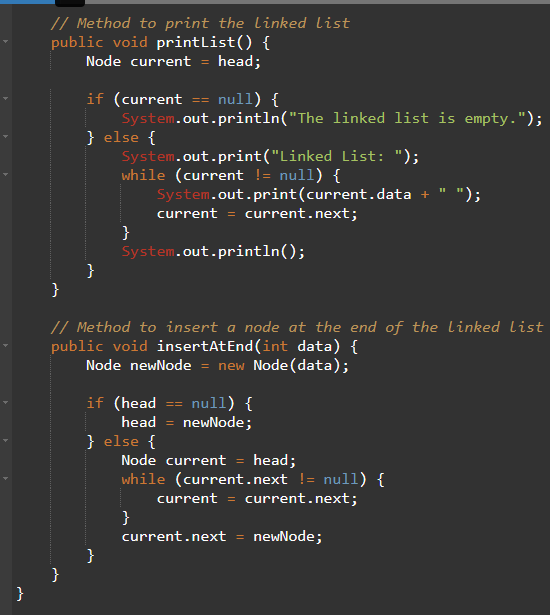 // Method to print the linked list
public void printList() {
Node current = head;
if (current == null) {
System.out.println("The linked list is empty.");
} else {
System.out.print("Linked List: ");
while (current != null) {
System.out.print(current.data + " ");
current = current.next;
}
System.out.println();
}
}
// Method to insert a node at the end of the linked list
public void insertAtEnd(int data) {
Node newNode = new Node(data);
if (head == null) {
head = newNode;
} else {
Node current = head;
while (current.next != null) {
current = current.next;
}
current.next = newNode;
}
}
}